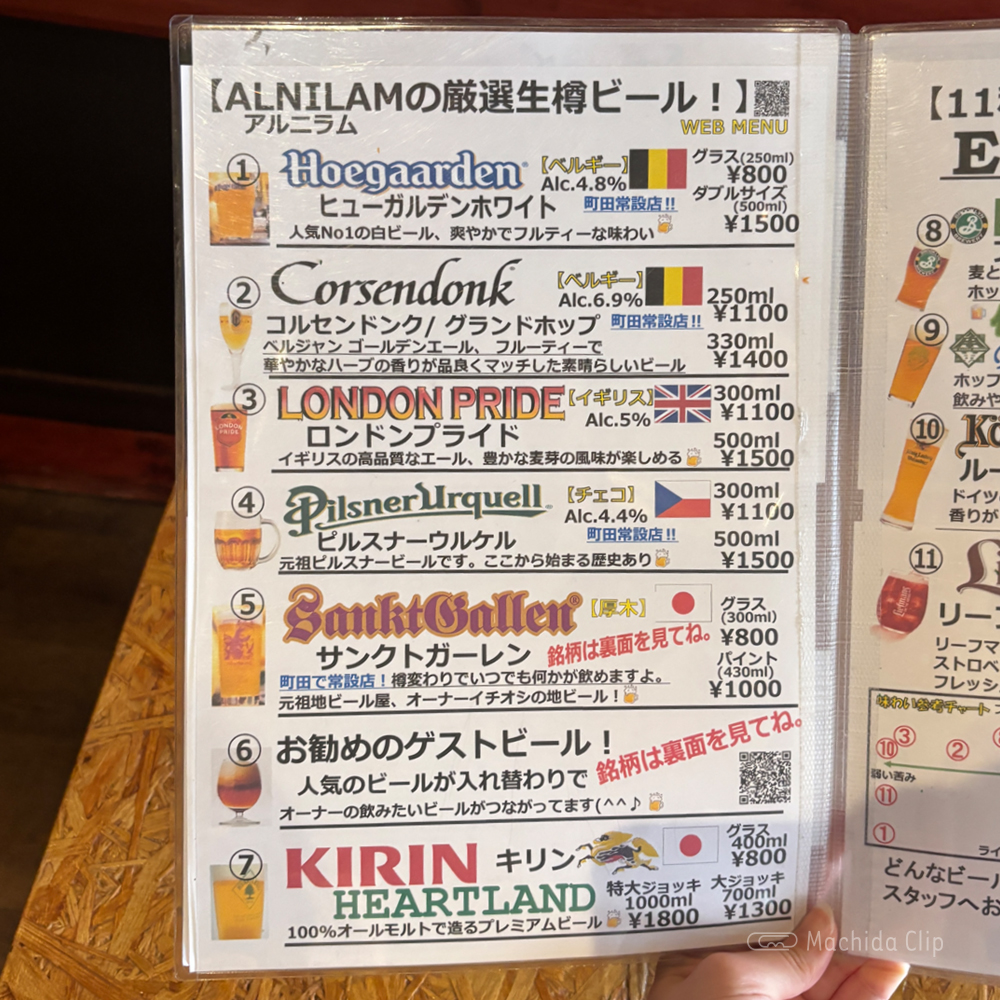 【ALNILAMの厳選生樽ビール！】
アルニラム
WEB MENU
① Hoegaarden 【ベルギー】 グラス(250ml)
Alc.4.8% ¥800
ヒューガルデンホワイト 町田常設店!! ダブルサイズ
(500ml)
人気No1の白ビール、爽やかでフルティーな味わい ¥1500
② Corsendonk 【ベルギー】
Alc.6.9% 250ml
¥1100
コルセンドンク/ グランドホップ 町田常設店!!
ベルジャン ゴールデンエール、 フルーティーで 330ml
華やかなハーブの香りが品良くマッチした素晴らしいビール ¥1400
③ LONDON PRIDE 【イギリス】 300ml
Alc.5% ¥1100
ロンドンプライド 500ml
イギリスの高品質なエール、豊かな麦芽の風味が楽しめる ¥1500
LONDON
PRIDE
④ Pilsner Urquell 【チェコ】 300ml
Alc.4.4% ¥1100
ピルスナーウルケル 町田常設店!! 500ml
元祖ピルスナービールです。ここから始まる歴史あり ¥1500
⑤ Sankt Gallen® 【厚木】 グラス
(300ml)
¥800
サンクトガーレン 銘柄は裏面を見てね。
パイント
(430ml)
町田で常設店！樽変わりでいつでも何かが飲めますよ。 ¥1000
元祖地ビール屋、オーナーイチオシの地ビール！
⑥ お勧めのゲストビール！ 銘柄は裏面を見てね。
人気のビールが入れ替わりで
オーナーの飲みたいビールがつながってます(^^♪
⑦ KIRIN キリン グラス
400ml
¥800
HEARTLAND 特大ジョッキ 大ジョッキ
1000ml 700ml
100%オールモルトで造るプレミアムビール ¥1800 ¥1300
【11
E
⑧
麦と
ホッ
⑨
ホップ
飲みや
⑩ Kö
ルー
ドイツ
香りが
⑪ L
リーフ
リーフマ
ストロベ
フレッシ
味わい参考チャート
③
⑩ ②
弱い苦み
⑪
①
ライ
どんなビール
スタッフへお
Machida Clip